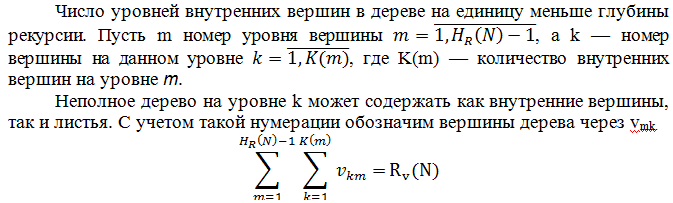 Число уровней внутренних вершин в дереве на единицу меньше глубины
рекурсии. Пусть m номер уровня вершины $m = \overline{1, H_R(N) - 1}$, а k — номер
вершины на данном уровне $k = \overline{1, K(m)}$, где K(m) — количество внутренних
вершин на уровне m.
Неполное дерево на уровне k может содержать как внутренние вершины,
так и листья. С учетом такой нумерации обозначим вершины дерева через $v_{mk}$
$\sum_{m=1}^{H_R(N)-1} \sum_{k=1}^{K(m)} v_{km} = R_v(N)$